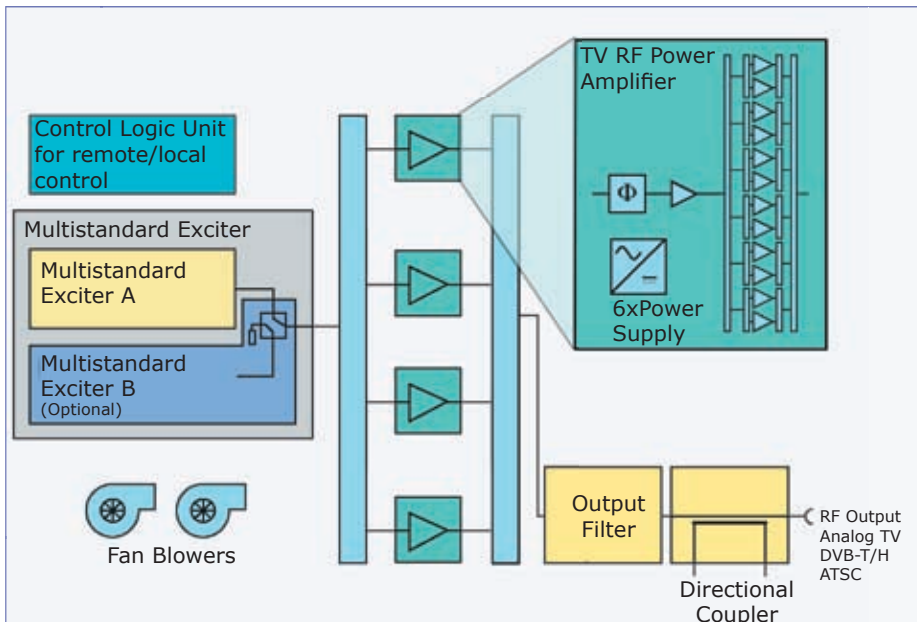 TV RF Power
Amplifier
Control Logic Unit
for remote/local
control
Multistandard Exciter
Multistandard
Exciter A
Φ
6xPower
Supply
Multistandard
Exciter B
(Optional)
Output
Filter
RF Output
Analog TV
DVB-T/H
ATSC
Fan Blowers
Directional
Coupler